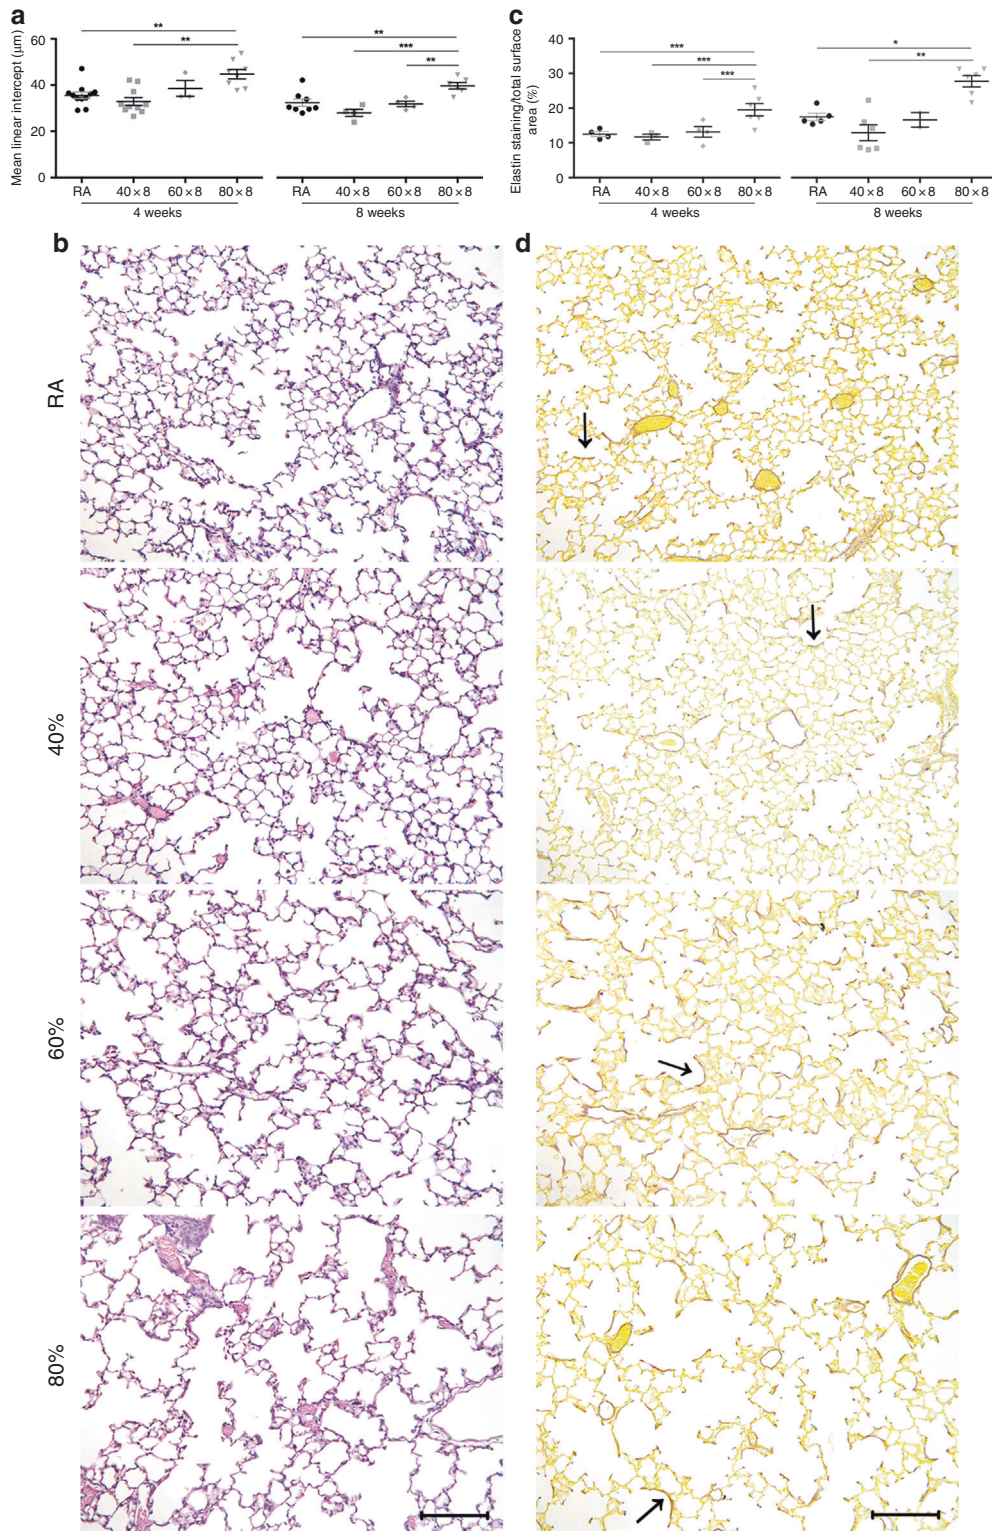 a
Mean linear intercept (μm)
60
40
20
0
**
**
**
***
**
RA
40×8
60×8
80×8
RA
40×8
60×8
80×8
4 weeks
8 weeks
c
Elastin staining/total surface
area (%)
40
30
20
10
0
***
***
***
*
**
RA
40×8
60×8
80×8
RA
40×8
60×8
80×8
4 weeks
8 weeks
b
d
RA
40%
60%
80%